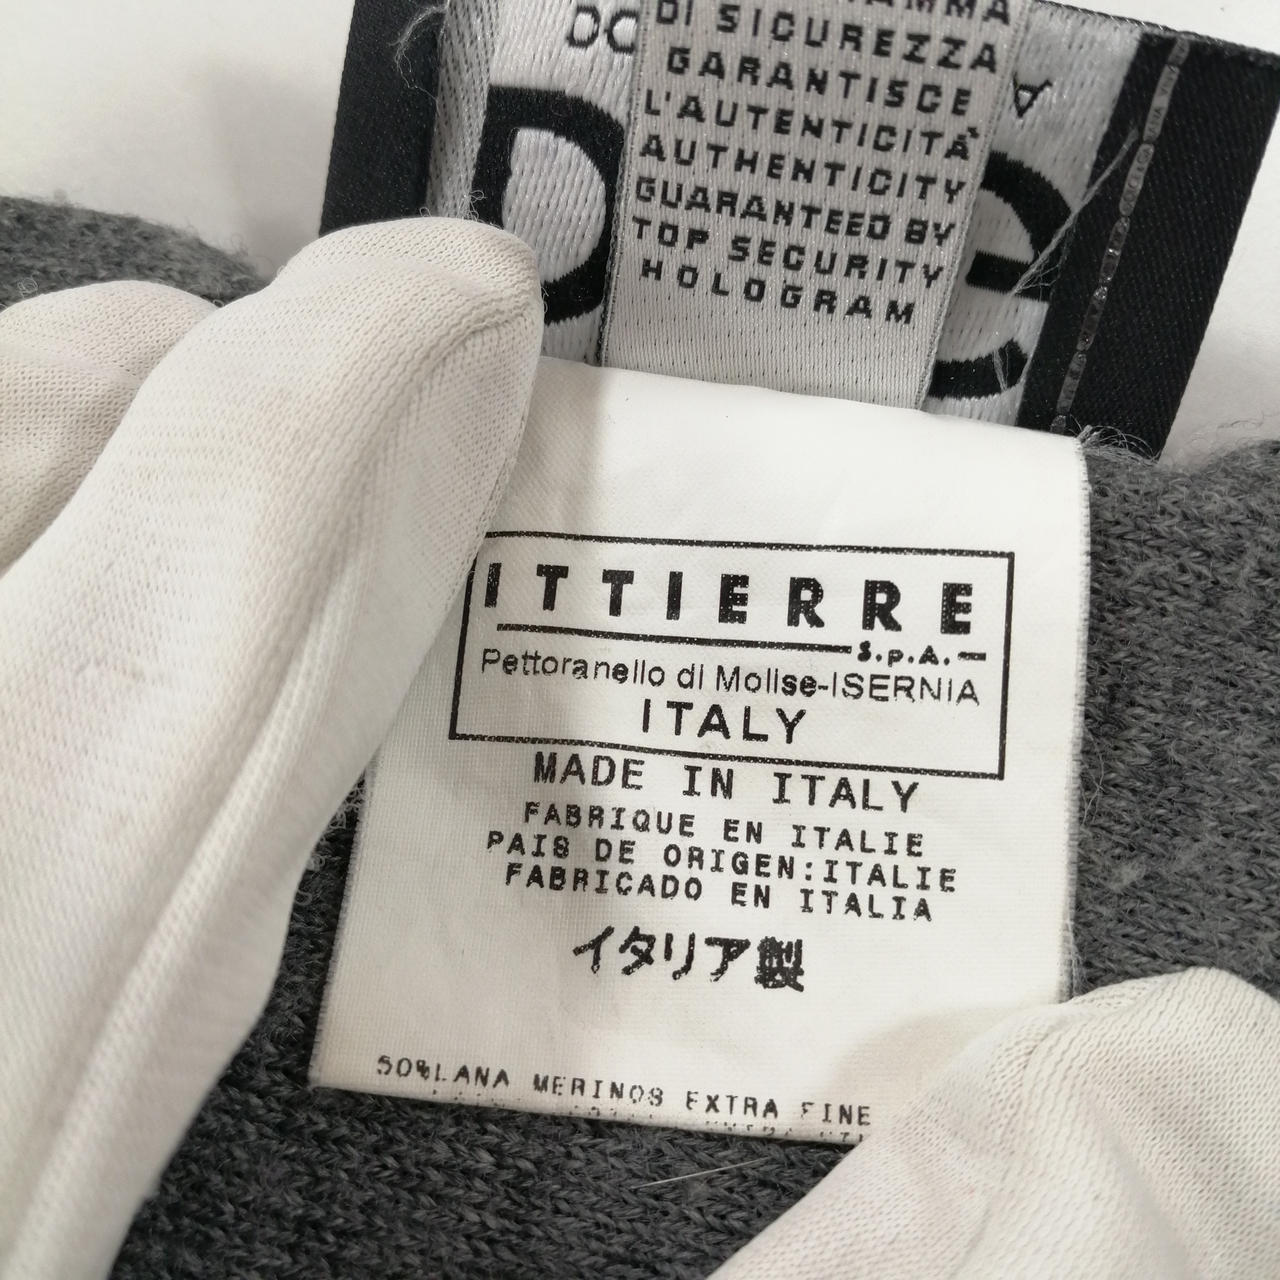 DI SICUREZZA
GARANTISCE
L'AUTENTICITÀ
AUTHENTICITY
GUARANTEED BY
TOP SECURITY
HOLOGRAM
ITTIERRE
S.p.A.
Pettoranello di Molise-ISERNIA
ITALY
MADE IN ITALY
FABRIQUE EN ITALIE
PAIS DE ORIGEN:ITALIE
FABRICADO EN ITALIA
イタリア製
50%LANA MERINOS EXTRA FINE